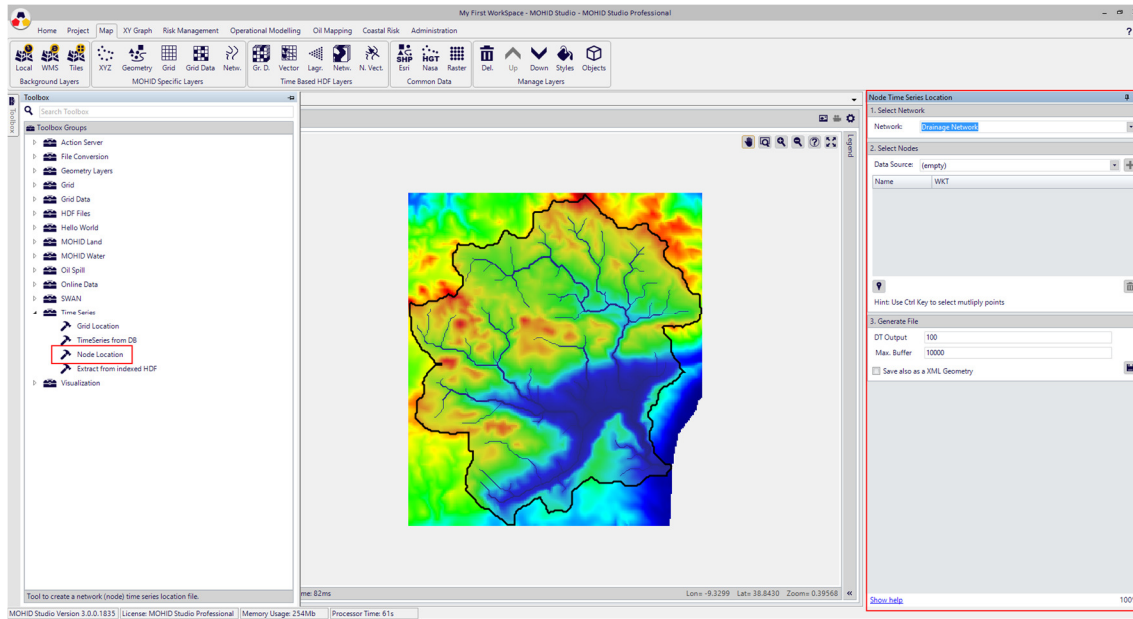 My First WorkSpace - MOHID Studio - MOHID Studio Professional
Home Project Map XY Graph Risk Management Operational Modelling Oil Mapping Coastal Risk Administration ?
SHP HGT
Local WMS Tiles XYZ Geometry Grid Grid Data Netw. Gr. D. Vector Lagr. Netw. N. Vect. Esri Nasa Raster Del. Up Down Styles Objects
Background Layers MOHID Specific Layers Time Based HDF Layers Common Data Manage Layers
Toolbox
Toolbox
Search Toolbox
Toolbox Groups
Action Server
File Conversion
Geometry Layers
Grid
Grid Data
HDF Files
Hello World
MOHID Land
MOHID Water
Oil Spill
Online Data
SWAN
Time Series
Grid Location
TimeSeries from DB
Node Location
Extract from indexed HDF
Visualization
Tool to create a network (node) time series location file.
Legend
me: 82ms
Lon= -9.3299 Lat= 38.8430 Zoom= 0.39568
Node Time Series Location
1. Select Network
Network: Drainage Network
2. Select Nodes
Data Source: (empty)
Name WKT
Hint: Use Ctrl Key to select mutliply points
3. Generate File
DT Output 100
Max. Buffer 10000
Save also as a XML Geometry
Show help
100%
MOHID Studio Version 3.0.0.1835 License: MOHID Studio Professional Memory Usage: 254Mb Processor Time: 61s